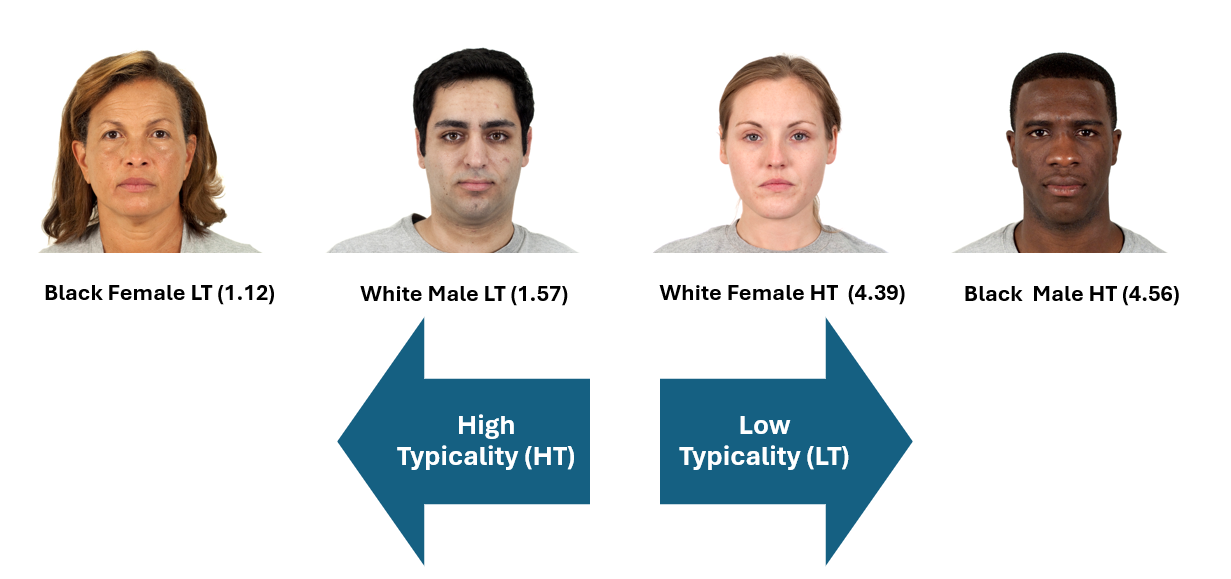 Black Female LT (1.12)
White Male LT (1.57)
White Female HT (4.39)
Black Male HT (4.56)
High
Typicality (HT)
Low
Typicality (LT)